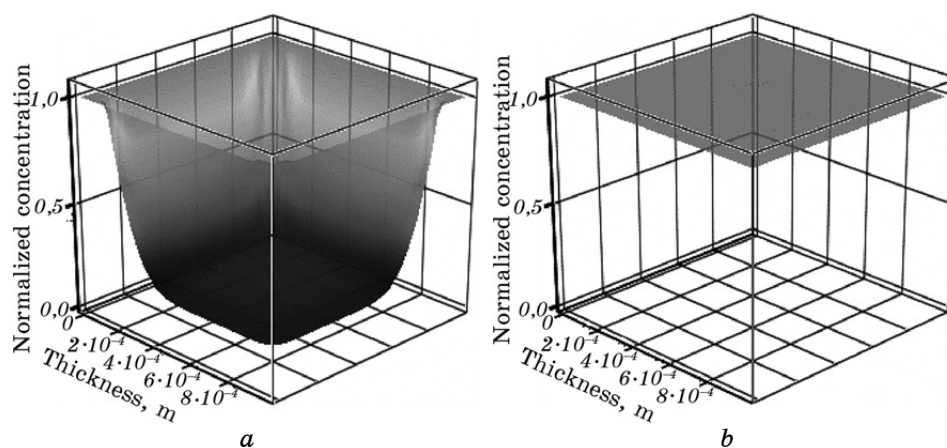 Normalized concentration
1,0
0,5
0,0
0
2·10⁻⁴
4·10⁻⁴
6·10⁻⁴
8·10⁻⁴
Thickness, m
a
Normalized concentration
1,0
0,5
0,0
0
2·10⁻⁴
4·10⁻⁴
6·10⁻⁴
8·10⁻⁴
Thickness, m
b